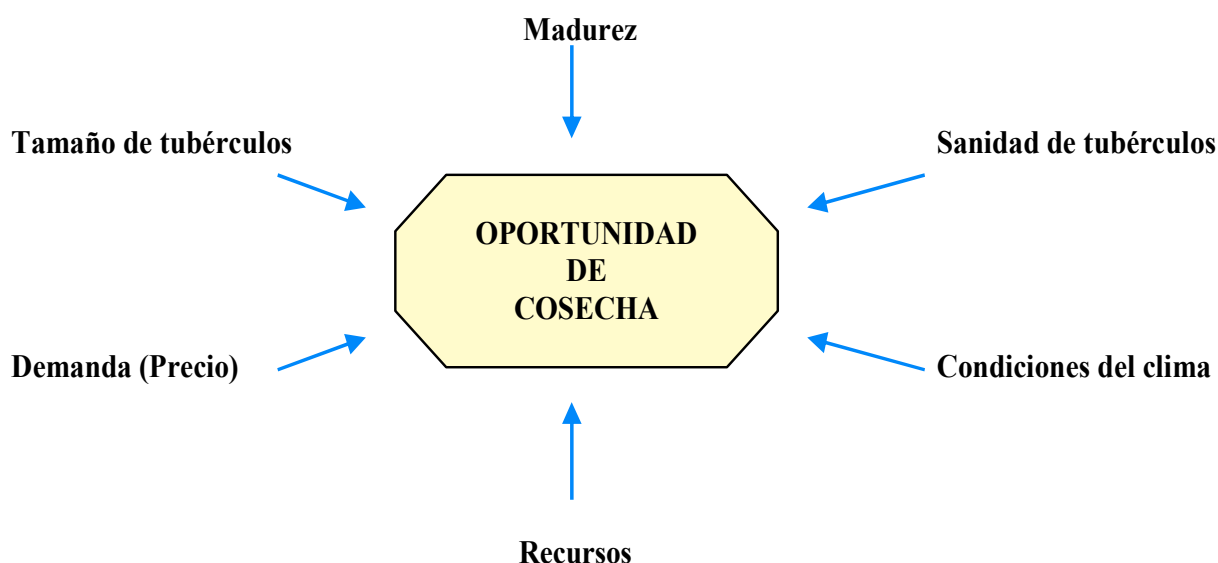 Madurez
Tamaño de tubérculos
Sanidad de tubérculos
OPORTUNIDAD
DE
COSECHA
Demanda (Precio)
Condiciones del clima
Recursos